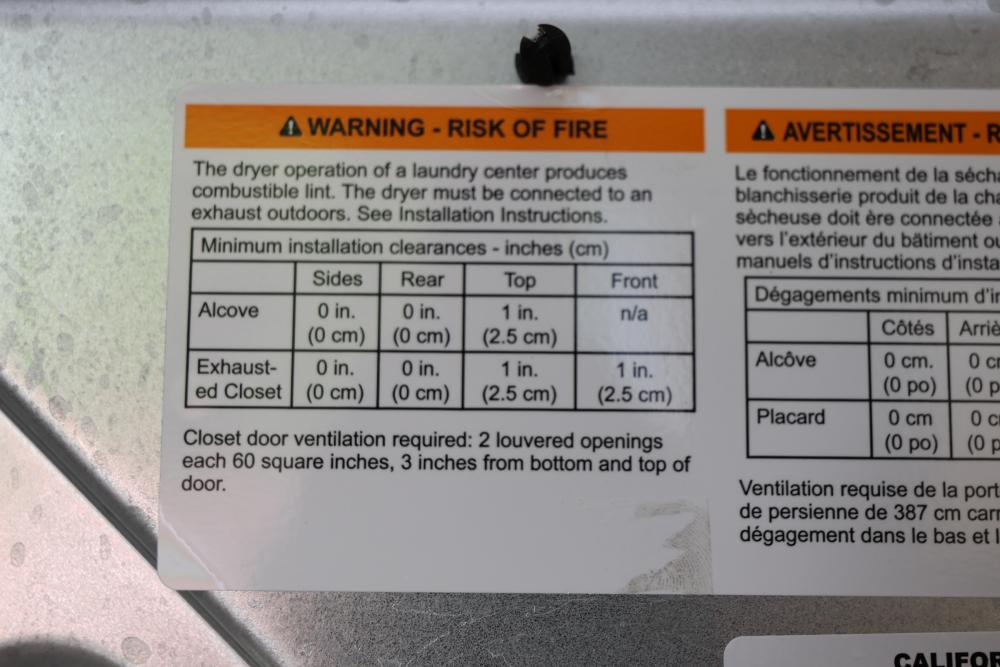 ⚠ WARNING - RISK OF FIRE
The dryer operation of a laundry center produces
combustible lint. The dryer must be connected to an
exhaust outdoors. See Installation Instructions.
Minimum installation clearances - inches (cm)
Sides Rear Top Front
Alcove 0 in. 0 in. 1 in. n/a
(0 cm) (0 cm) (2.5 cm)
Exhaust- 0 in. 0 in. 1 in. 1 in.
ed Closet (0 cm) (0 cm) (2.5 cm) (2.5 cm)
Closet door ventilation required: 2 louvered openings
each 60 square inches, 3 inches from bottom and top of
door.
⚠ AVERTISSEMENT - R
Le fonctionnement de la
blanchisserie produit de la
sècheuse doit ère connectée
vers l'extérieur du bâtiment
manuels d'instructions
Dégagements minimum
Côtés
Alcôve 0 cm.
(0 po)
Placard 0 cm
(0 po)
Ventilation requise de la
de persienne de 387 cm
dégagement dans le bas et